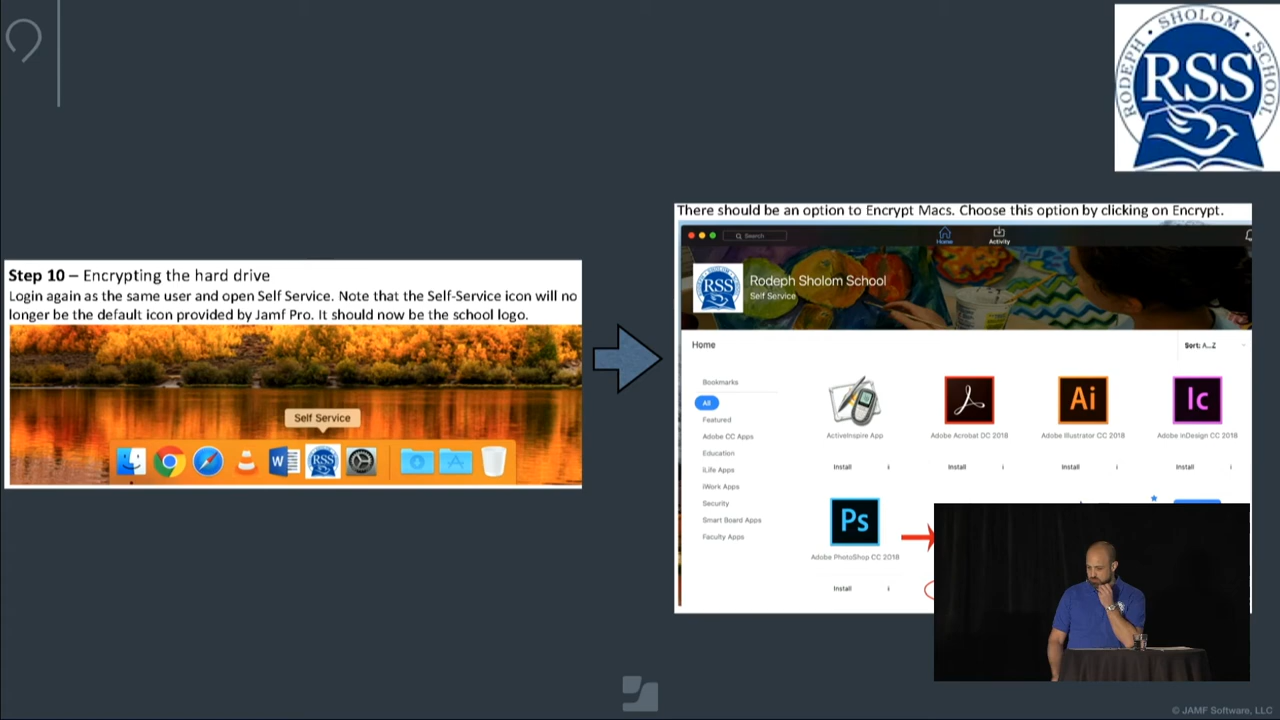 RODEPH SHOLOM SCHOOL
RSS
Step 10 – Encrypting the hard drive
Login again as the same user and open Self Service. Note that the Self-Service icon will no
longer be the default icon provided by Jamf Pro. It should now be the school logo.
Self Service
W
RSS
There should be an option to Encrypt Macs. Choose this option by clicking on Encrypt.
Search
Home
Activity
RSS
Rodeph Sholom School
Self Service
Home
Sort: A...Z
Bookmarks
All
Featured
Adobe CC Apps
Education
iLife Apps
iWork Apps
Security
Smart Board Apps
Faculty Apps
Ai
Ic
ActiveInspire App
Adobe Acrobat DC 2018
Adobe Illustrator CC 2018
Adobe InDesign CC 2018
Install
i
Install
i
Install
i
Install
i
Ps
Adobe PhotoShop CC 2018
Install
i
© JAMF Software, LLC